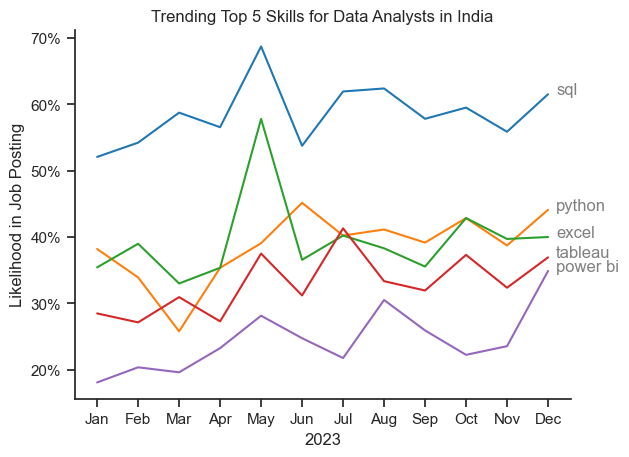 Trending Top 5 Skills for Data Analysts in India
Likelihood in Job Posting
70%
60%
50%
40%
30%
20%
sql
python
excel
tableau
power bi
Jan Feb Mar Apr May Jun Jul Aug Sep Oct Nov Dec
2023